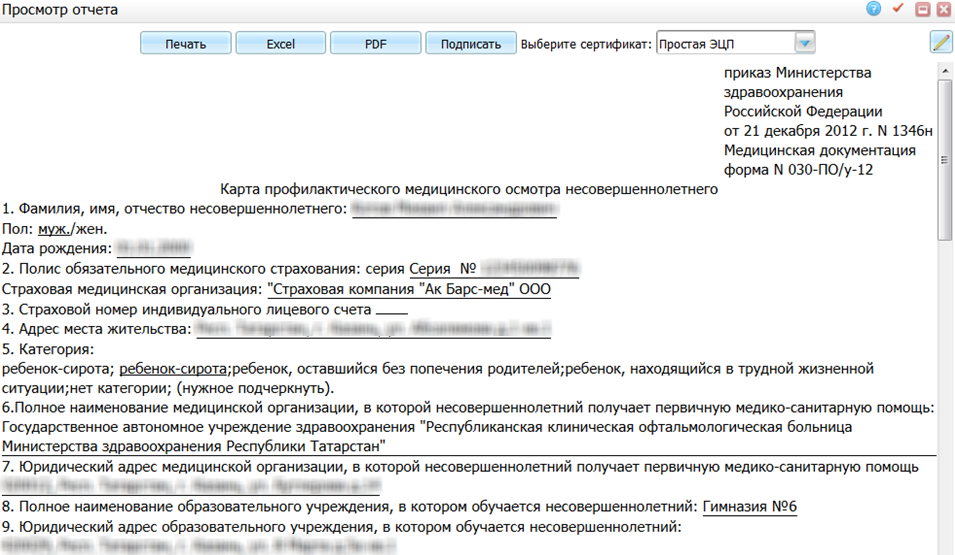 Просмотр отчета
Печать Excel PDF Подписать Выберите сертификат: Простая ЭЦП
приказ Министерства
здравоохранения
Российской Федерации
от 21 декабря 2012 г. N 1346н
Медицинская документация
форма N 030-ПО/у-12
Карта профилактического медицинского осмотра несовершеннолетнего
1. Фамилия, имя, отчество несовершеннолетнего:
Пол: муж./жен.
Дата рождения:
2. Полис обязательного медицинского страхования: серия Серия №
Страховая медицинская организация: "Страховая компания "Ак Барс-мед" ООО
3. Страховой номер индивидуального лицевого счета
4. Адрес места жительства:
5. Категория:
ребенок-сирота; ребенок-сирота;ребенок, оставшийся без попечения родителей;ребенок, находящийся в трудной жизненной
ситуации;нет категории; (нужное подчеркнуть).
6.Полное наименование медицинской организации, в которой несовершеннолетний получает первичную медико-санитарную помощь:
Государственное автономное учреждение здравоохранения "Республиканская клиническая офтальмологическая больница
Министерства здравоохранения Республики Татарстан"
7. Юридический адрес медицинской организации, в которой несовершеннолетний получает первичную медико-санитарную помощь
8. Полное наименование образовательного учреждения, в котором обучается несовершеннолетний: Гимназия №6
9. Юридический адрес образовательного учреждения, в котором обучается несовершеннолетний: